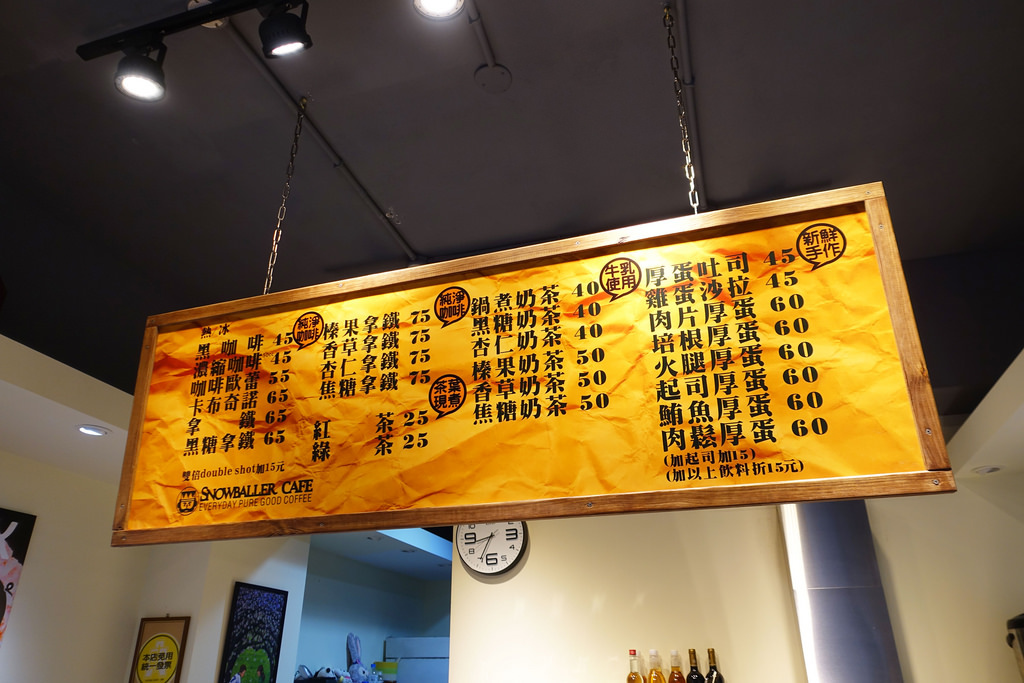 熱 冰
黑咖啡 45
濃縮咖啡 45
咖啡歐蕾 55
卡布奇諾 65
拿鐵 65
黑糖拿鐵 65
雙倍double shot加15元
SNOWBALLER CAFE
EVERYDAY.PURE GOOD COFFEE
純淨
咖啡
榛果拿鐵 75
香草拿鐵 75
杏仁拿鐵 75
焦糖拿鐵 75
紅茶 25
綠茶 25
純淨
咖啡
茶葉
現煮
鍋煮奶茶 40
黑糖奶茶 40
杏仁奶茶 40
榛果奶茶 50
香草奶茶 50
焦糖奶茶 50
牛乳
使用
厚蛋吐司 45
雞蛋沙拉 45
肉片厚蛋 60
培根厚蛋 60
火腿厚蛋 60
起司厚蛋 60
鮪魚厚蛋 60
肉鬆厚蛋 60
(加起司加15)
(加以上飲料折15元)
新鮮
手作
本店免用
統一發票